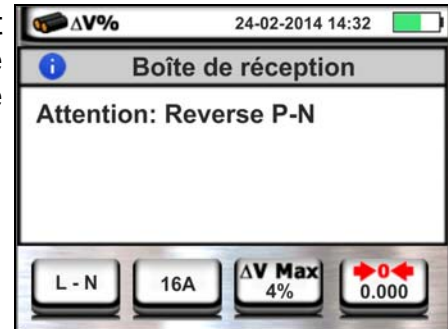 ΔV%
24-02-2014 14:32
Boîte de réception
Attention: Reverse P-N
L - N
16A
ΔV Max
4%
0
0.000